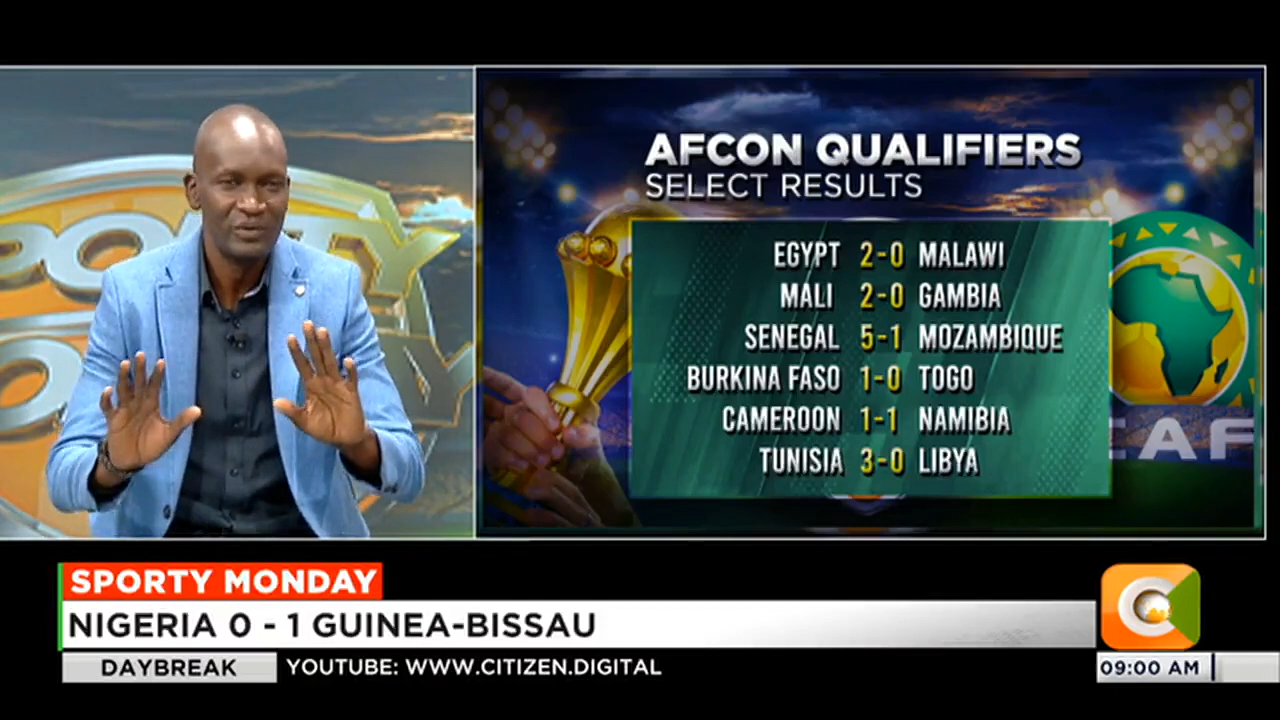 AFCON QUALIFIERS
SELECT RESULTS
EGYPT 2-0 MALAWI
MALI 2-0 GAMBIA
SENEGAL 5-1 MOZAMBIQUE
BURKINA FASO 1-0 TOGO
CAMEROON 1-1 NAMIBIA
TUNISIA 3-0 LIBYA
CAF
SPORTY MONDAY
NIGERIA 0 - 1 GUINEA-BISSAU
DAYBREAK YOUTUBE: WWW.CITIZEN.DIGITAL
09:00 AM